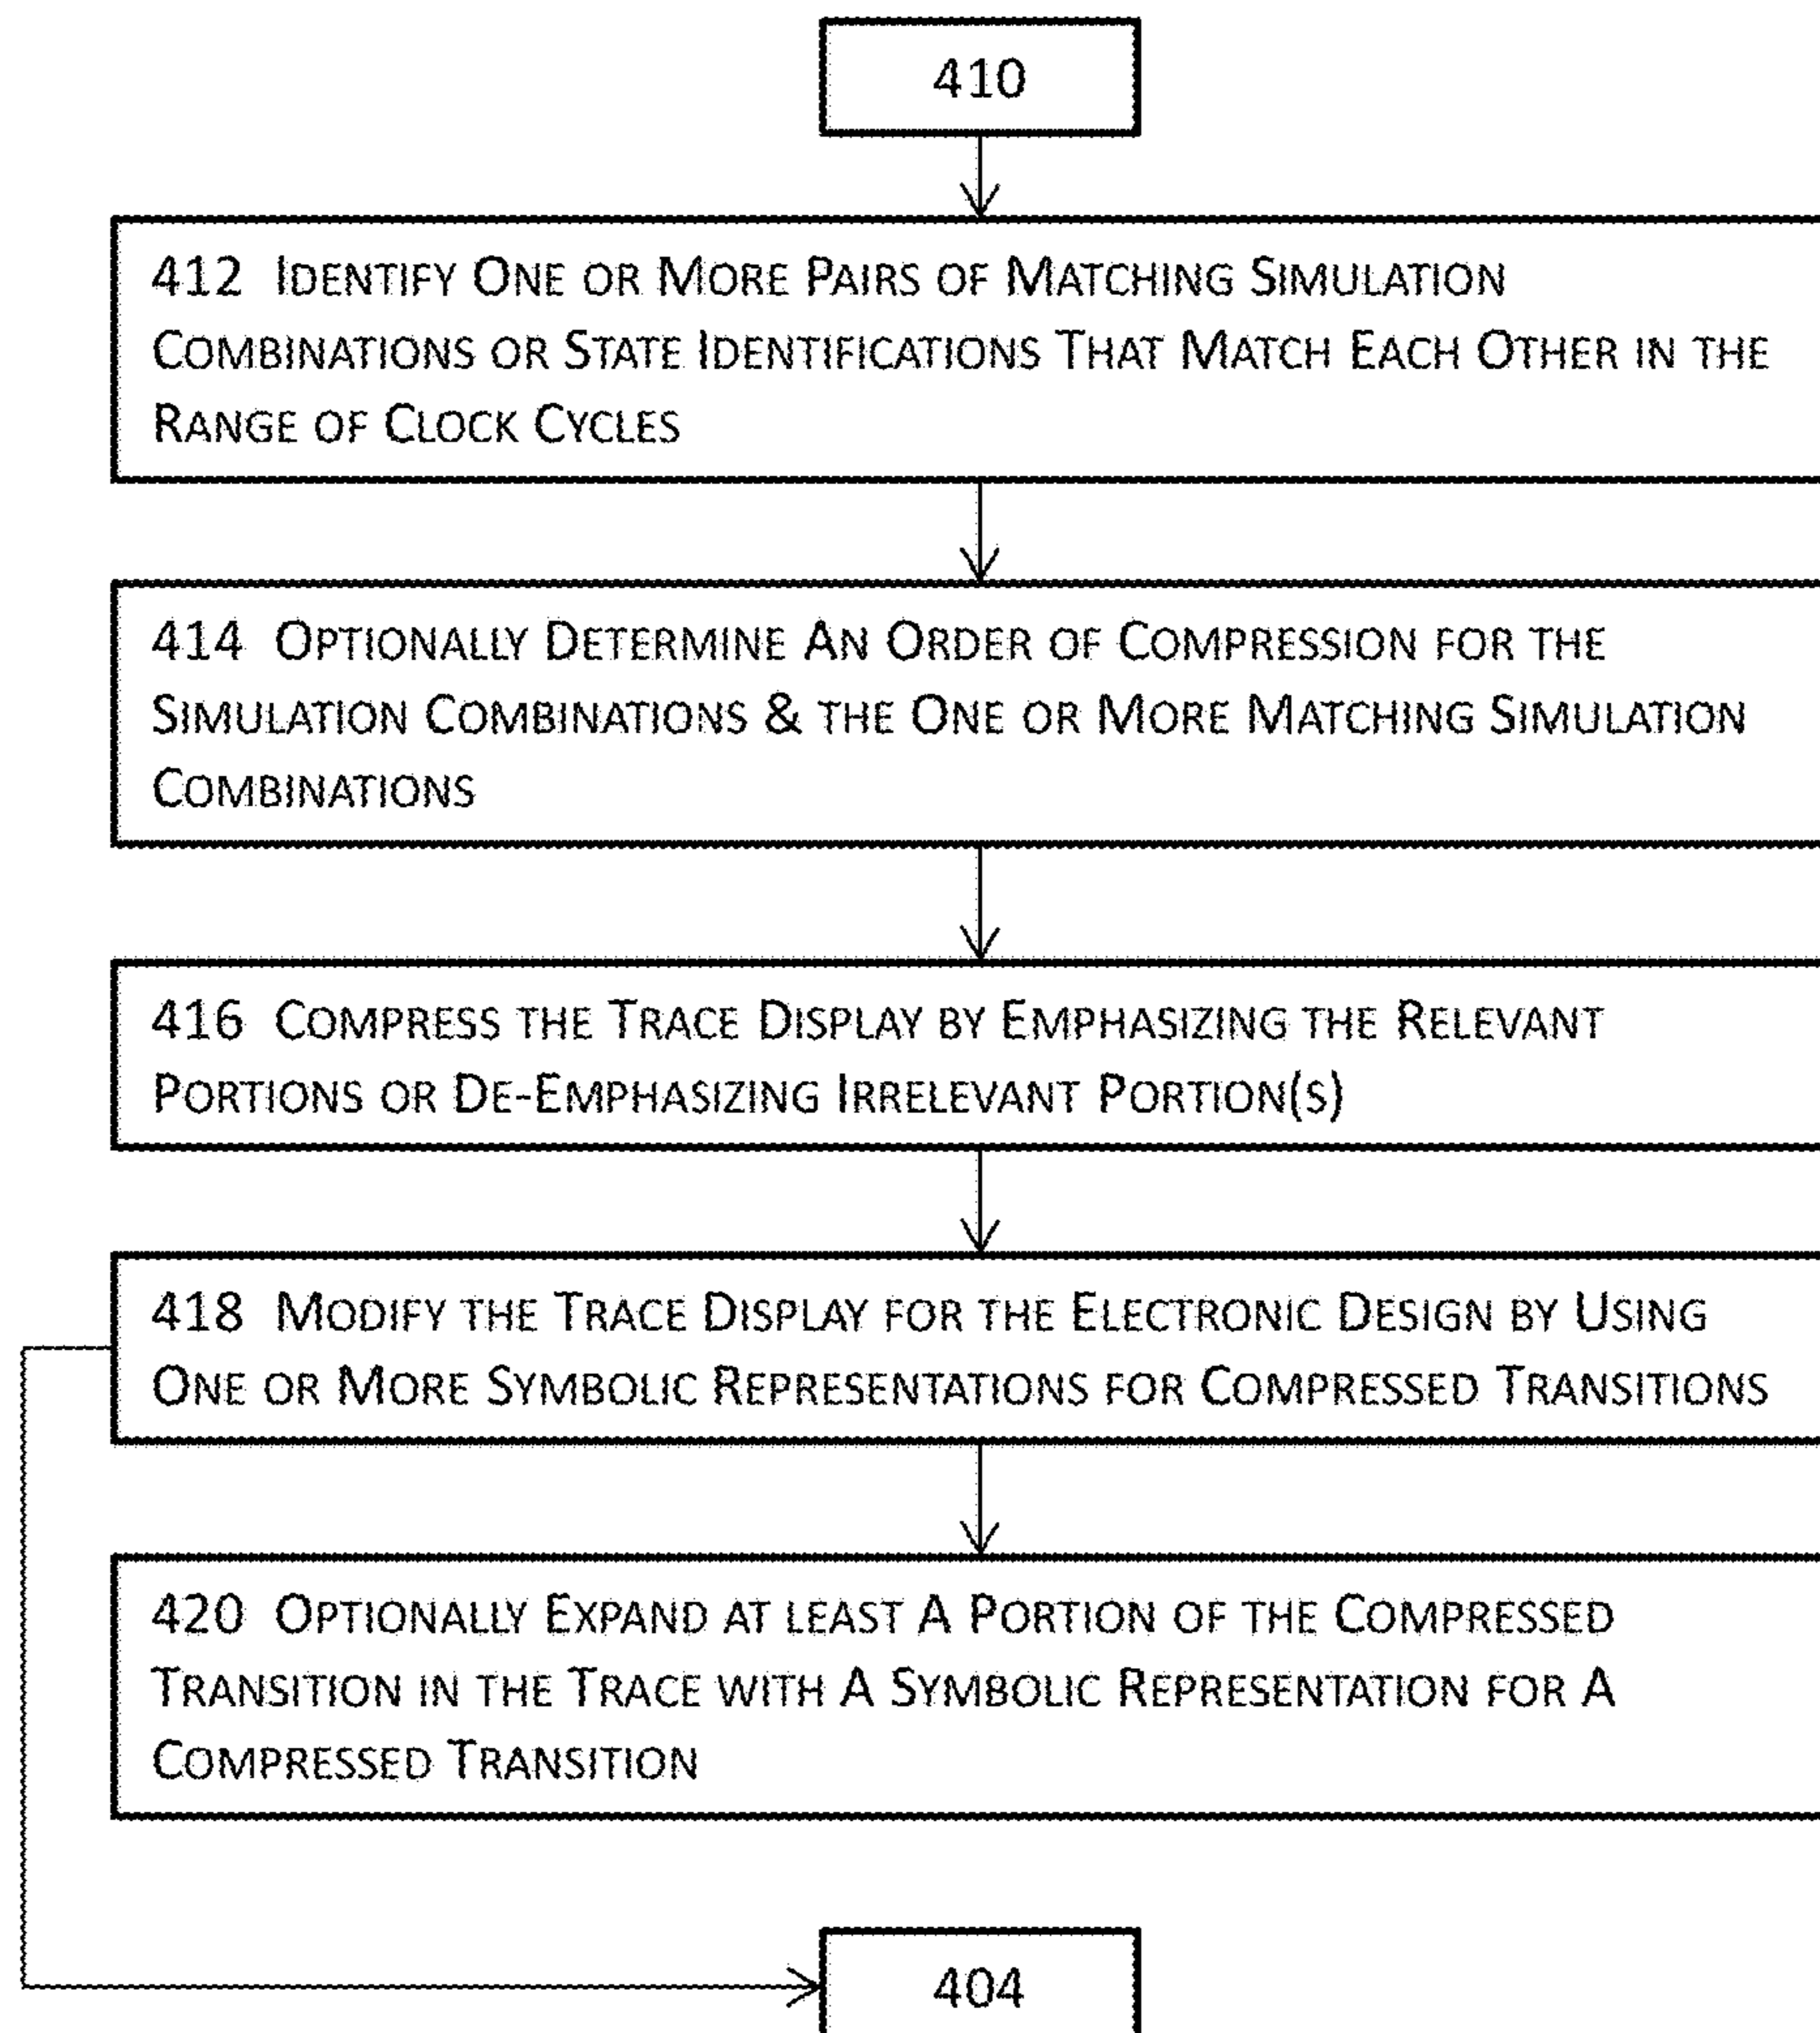 410
412 Identify One or More Pairs of Matching Simulation
Combinations or State Identifications That Match Each Other in the
Range of Clock Cycles
414 Optionally Determine An Order of Compression for the
Simulation Combinations & the One or More Matching Simulation
Combinations
416 Compress the Trace Display by Emphasizing the Relevant
Portions or De-Emphasizing Irrelevant Portion(s)
418 Modify the Trace Display for the Electronic Design by Using
One or More Symbolic Representations for Compressed Transitions
420 Optionally Expand at least A Portion of the Compressed
Transition in the Trace with A Symbolic Representation for A
Compressed Transition
404